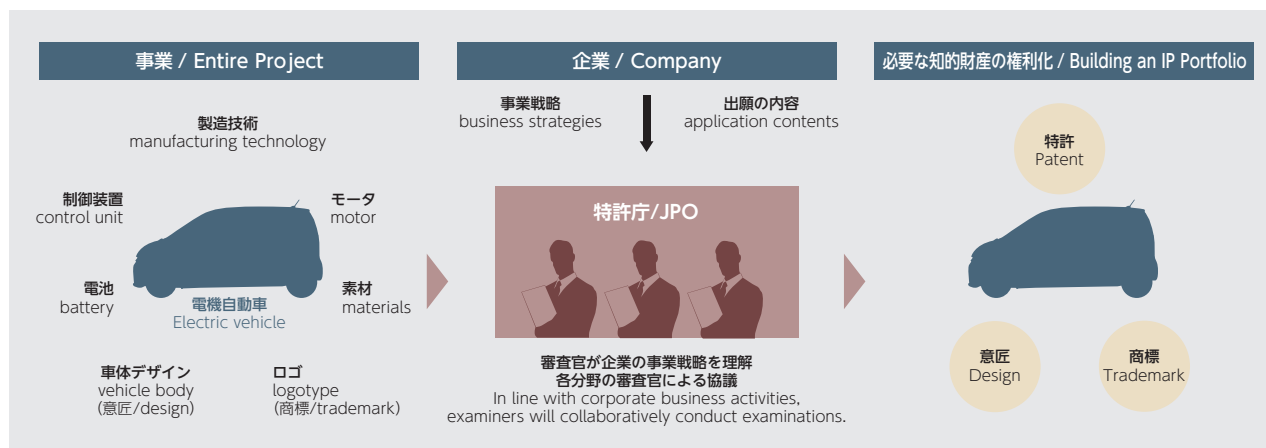 事業 / Entire Project
製造技術
manufacturing technology
制御装置
control unit
モータ
motor
電池
battery
素材
materials
電機自動車
Electric vehicle
車体デザイン
vehicle body
(意匠/design)
ロゴ
logotype
(商標/trademark)
企業 / Company
事業戦略
business strategies
出願の内容
application contents
特許庁/JPO
審査官が企業の事業戦略を理解
各分野の審査官による協議
In line with corporate business activities,
examiners will collaboratively conduct examinations.
必要な知的財産の権利化 / Building an IP Portfolio
特許
Patent
意匠
Design
商標
Trademark